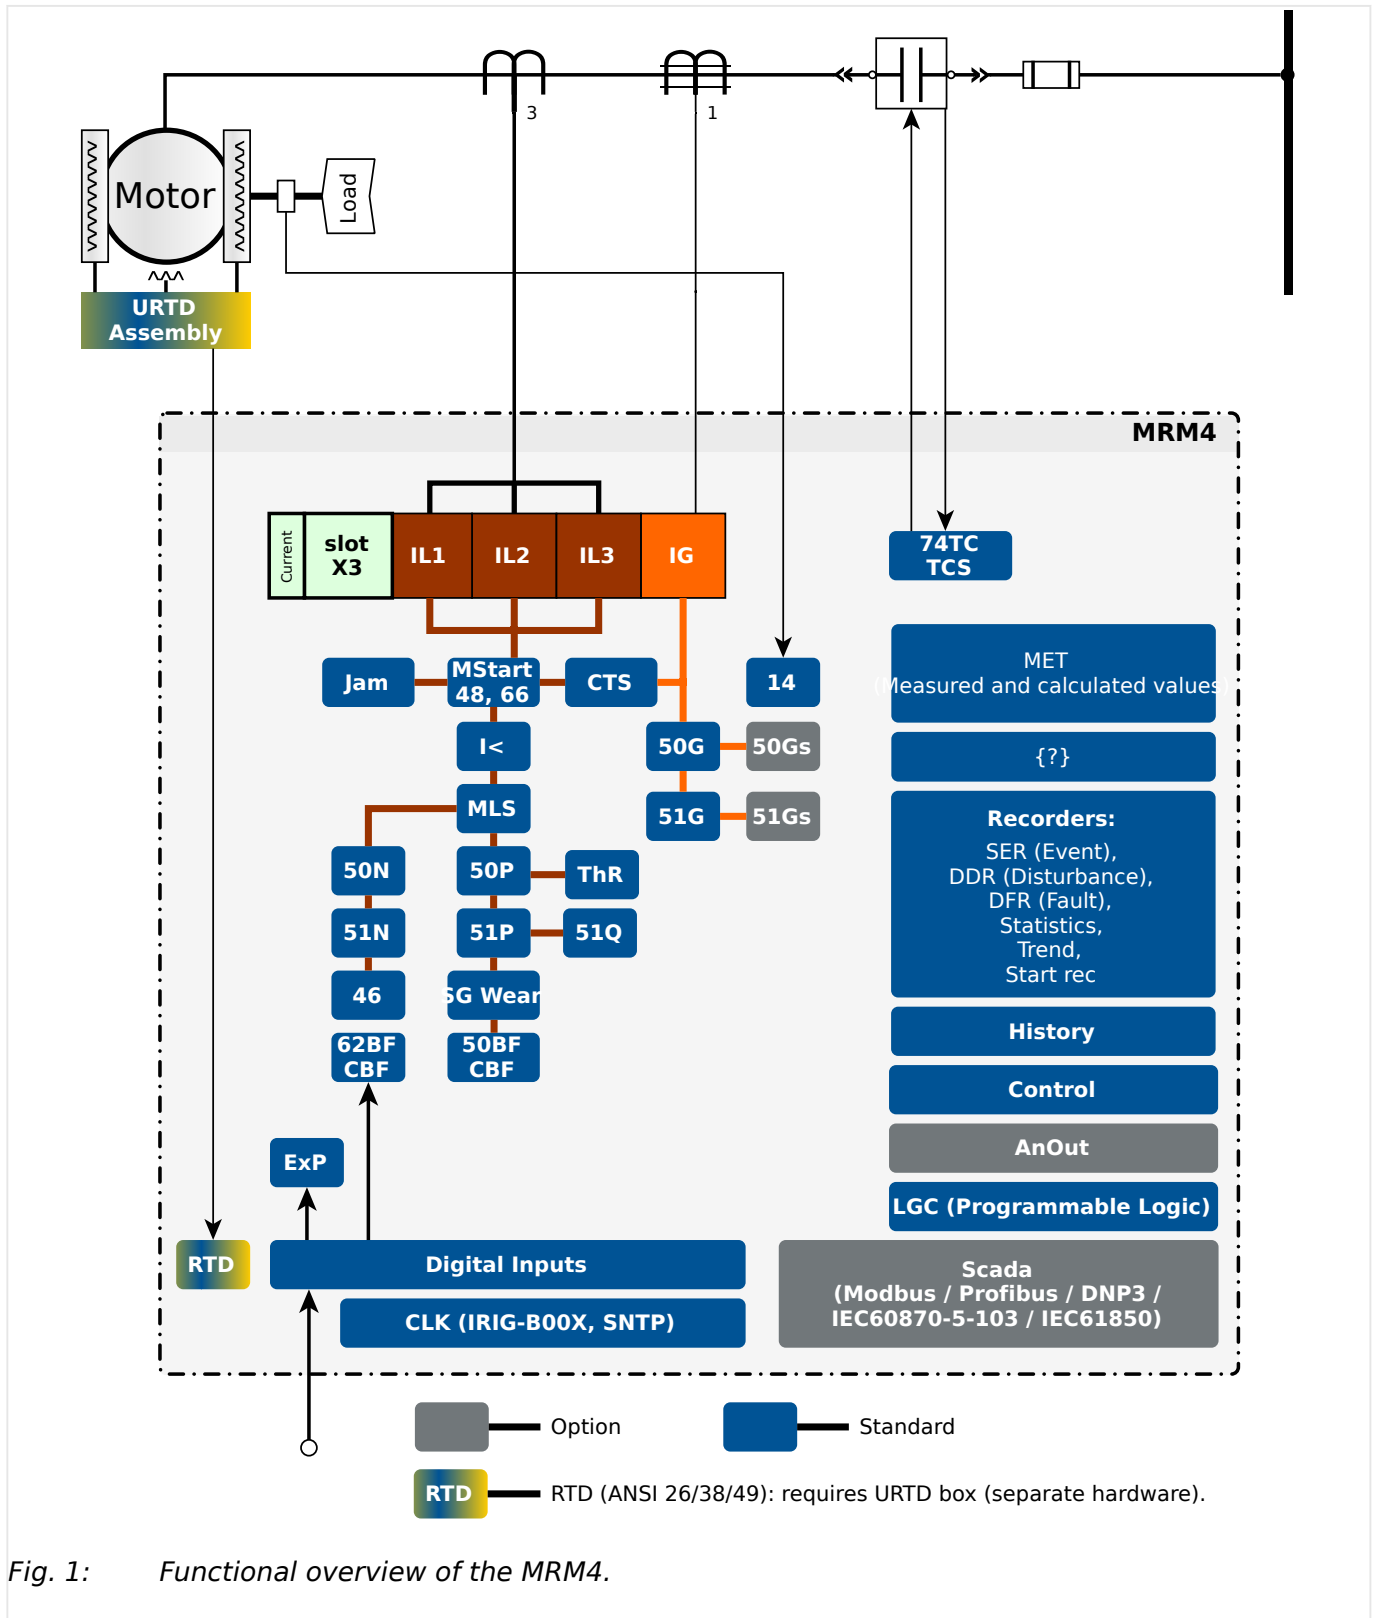 3
1
Motor
Load
URTD
Assembly
MRM4
Current
slot
X3
IL1
IL2
IL3
IG
74TC
TCS
Jam
MStart
48, 66
CTS
14
MET
(Measured and calculated values)
I<
50G
50Gs
{?}
MLS
51G
51Gs
Recorders:
SER (Event),
DDR (Disturbance),
DFR (Fault),
Statistics,
Trend,
Start rec
50N
50P
ThR
51N
51P
51Q
46
SG Wear
62BF
CBF
50BF
CBF
History
Control
AnOut
ExP
LGC (Programmable Logic)
RTD
Digital Inputs
Scada
(Modbus / Profibus / DNP3 /
IEC60870-5-103 / IEC61850)
CLK (IRIG-B00X, SNTP)
Option
Standard
RTD
RTD (ANSI 26/38/49): requires URTD box (separate hardware).
Fig. 1: Functional overview of the MRM4.